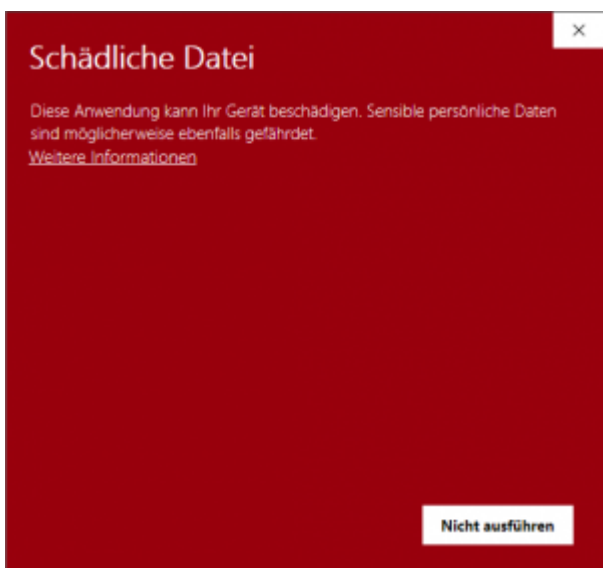 Schädliche Datei
Diese Anwendung kann Ihr Gerät beschädigen. Sensible persönliche Daten
sind möglicherweise ebenfalls gefährdet.
Weitere Informationen
Nicht ausführen